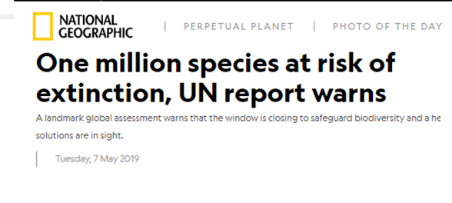 NATIONAL
GEOGRAPHIC
| PERPETUAL PLANET | PHOTO OF THE DAY
One million species at risk of
extinction, UN report warns
A landmark global assessment warns that the window is closing to safeguard biodiversity and a he
solutions are in sight.
Tuesday, 7 May 2019